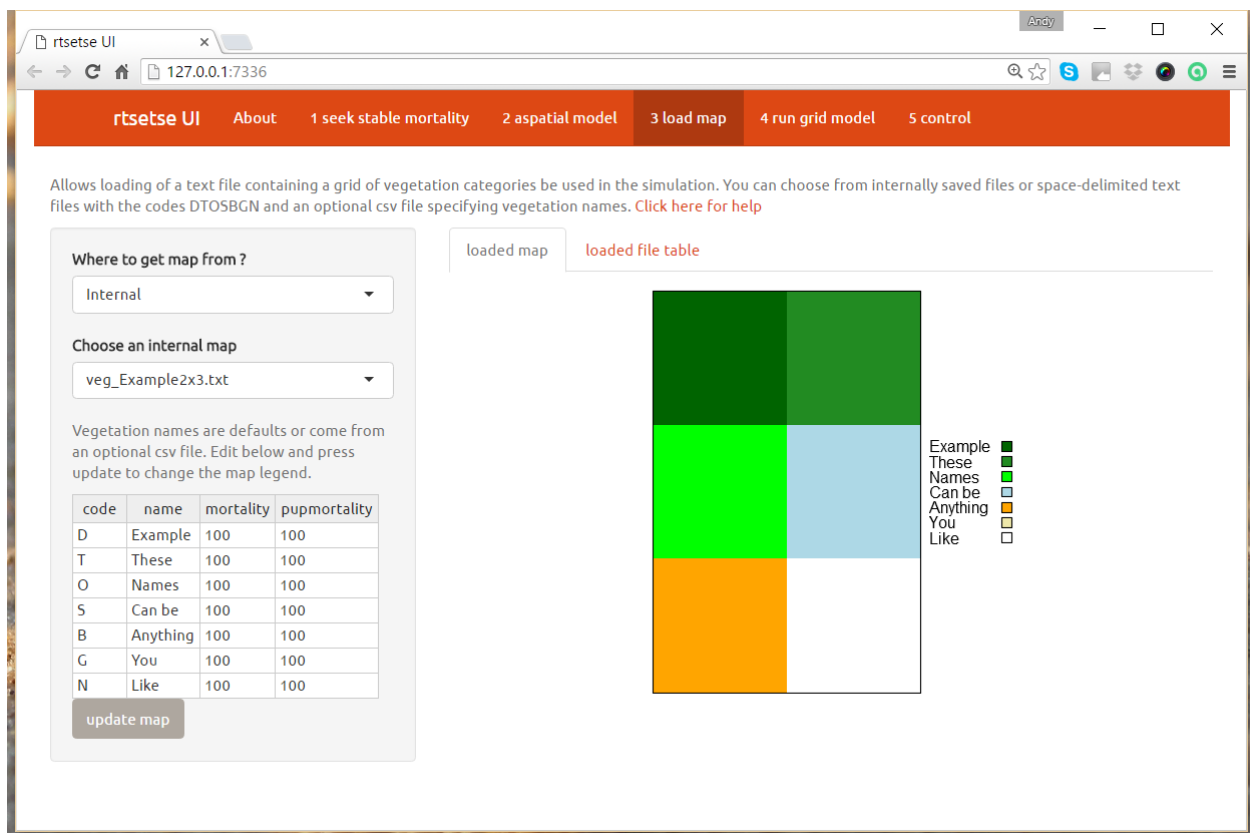 Andy
rtsetse UI
127.0.0.1:7336
rtsetse UI About 1 seek stable mortality 2 aspatial model 3 load map 4 run grid model 5 control
Allows loading of a text file containing a grid of vegetation categories be used in the simulation. You can choose from internally saved files or space-delimited text
files with the codes DTOSBGN and an optional csv file specifying vegetation names. Click here for help
Where to get map from ?
Internal
Choose an internal map
veg_Example2x3.txt
Vegetation names are defaults or come from
an optional csv file. Edit below and press
update to change the map legend.
code name mortality pupmortality
D Example 100 100
T These 100 100
O Names 100 100
S Can be 100 100
B Anything 100 100
G You 100 100
N Like 100 100
update map
loaded map loaded file table
Example
These
Names
Can be
Anything
You
Like